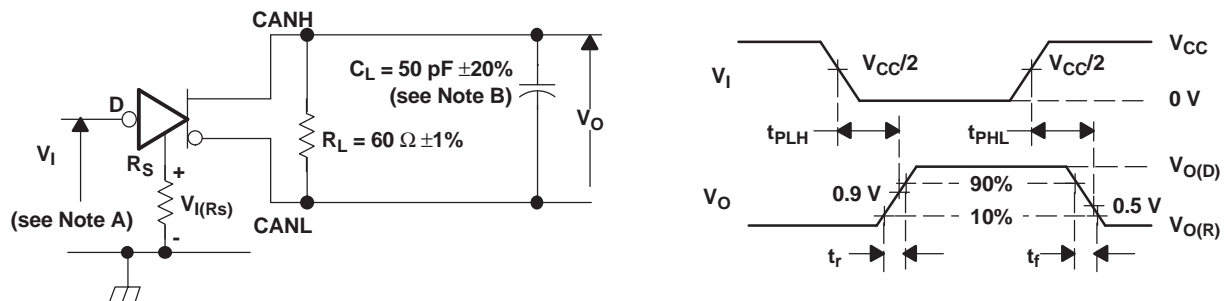 CANH
C_L = 50 pF ±20%
(see Note B)
D
V_O
V_I
R_L = 60 Ω ±1%
R_S
+
V_I(Rs)
(see Note A)
-
CANL
V_CC
V_CC/2
V_CC/2
V_I
0 V
t_PLH
t_PHL
V_O(D)
90%
0.9 V
V_O
0.5 V
10%
V_O(R)
t_r
t_f